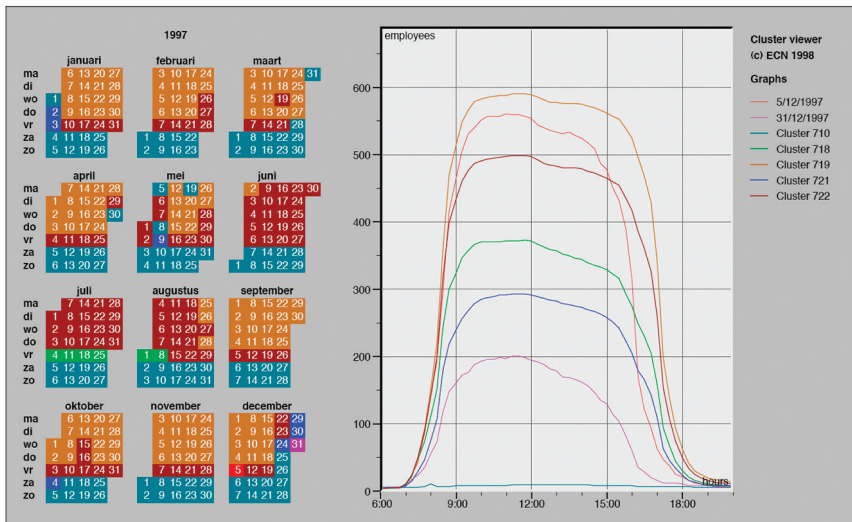 1997
januari februari maart
ma 6 13 20 27 3 10 17 24 3 10 17 24 31
di 7 14 21 28 4 11 18 25 4 11 18 25
wo 1 8 15 22 29 5 12 19 26 5 12 19 26
do 2 9 16 23 30 6 13 20 27 6 13 20 27
vr 3 10 17 24 31 7 14 21 28 7 14 21 28
za 4 11 18 25 1 8 15 22 1 8 15 22 29
zo 5 12 19 26 2 9 16 23 2 9 16 23 30
april mei juni
ma 7 14 21 28 5 12 19 26 2 9 16 23 30
di 1 8 15 22 29 6 13 20 27 3 10 17 24
wo 2 9 16 23 30 7 14 21 28 4 11 18 25
do 3 10 17 24 1 8 15 22 29 5 12 19 26
vr 4 11 18 25 2 9 16 23 30 6 13 20 27
za 5 12 19 26 3 10 17 24 31 7 14 21 28
zo 6 13 20 27 4 11 18 25 1 8 15 22 29
juli augustus september
ma 7 14 21 28 4 11 18 25 1 8 15 22 29
di 1 8 15 22 29 5 12 19 26 2 9 16 23 30
wo 2 9 16 23 30 6 13 20 27 3 10 17 24
do 3 10 17 24 31 7 14 21 28 4 11 18 25
vr 4 11 18 25 1 8 15 22 29 5 12 19 26
za 5 12 19 26 2 9 16 23 30 6 13 20 27
zo 6 13 20 27 3 10 17 24 31 7 14 21 28
oktober november december
ma 6 13 20 27 3 10 17 24 1 8 15 22 29
di 7 14 21 28 4 11 18 25 2 9 16 23 30
wo 1 8 15 22 29 5 12 19 26 3 10 17 24 31
do 2 9 16 23 30 6 13 20 27 4 11 18 25
vr 3 10 17 24 31 7 14 21 28 5 12 19 26
za 4 11 18 25 1 8 15 22 29 6 13 20 27
zo 5 12 19 26 2 9 16 23 30 7 14 21 28
employees
600
500
400
300
200
100
0
6:00 9:00 12:00 15:00 18:00
hours
Cluster viewer
(c) ECN 1998
Graphs
5/12/1997
31/12/1997
Cluster 710
Cluster 718
Cluster 719
Cluster 721
Cluster 722